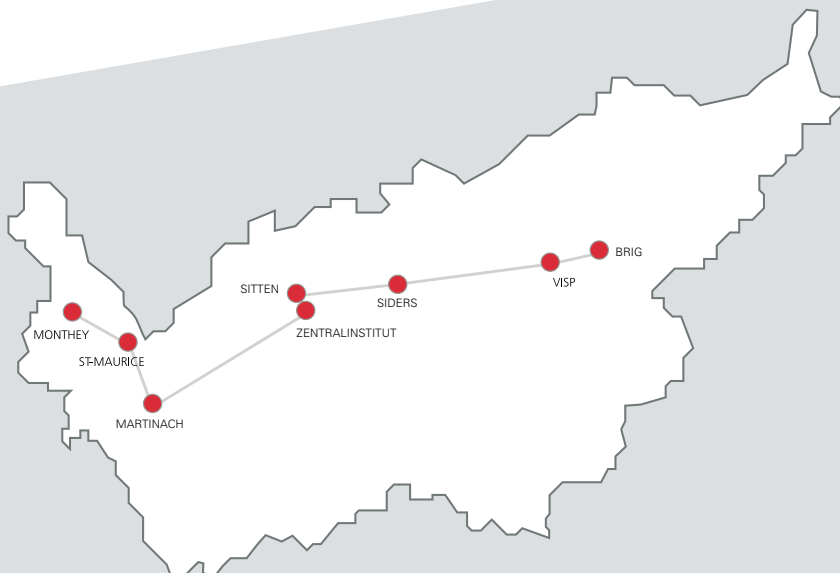 BRIG
VISP
SITTEN
SIDERS
ZENTRALINSTITUT
MONTHEY
ST-MAURICE
MARTINACH